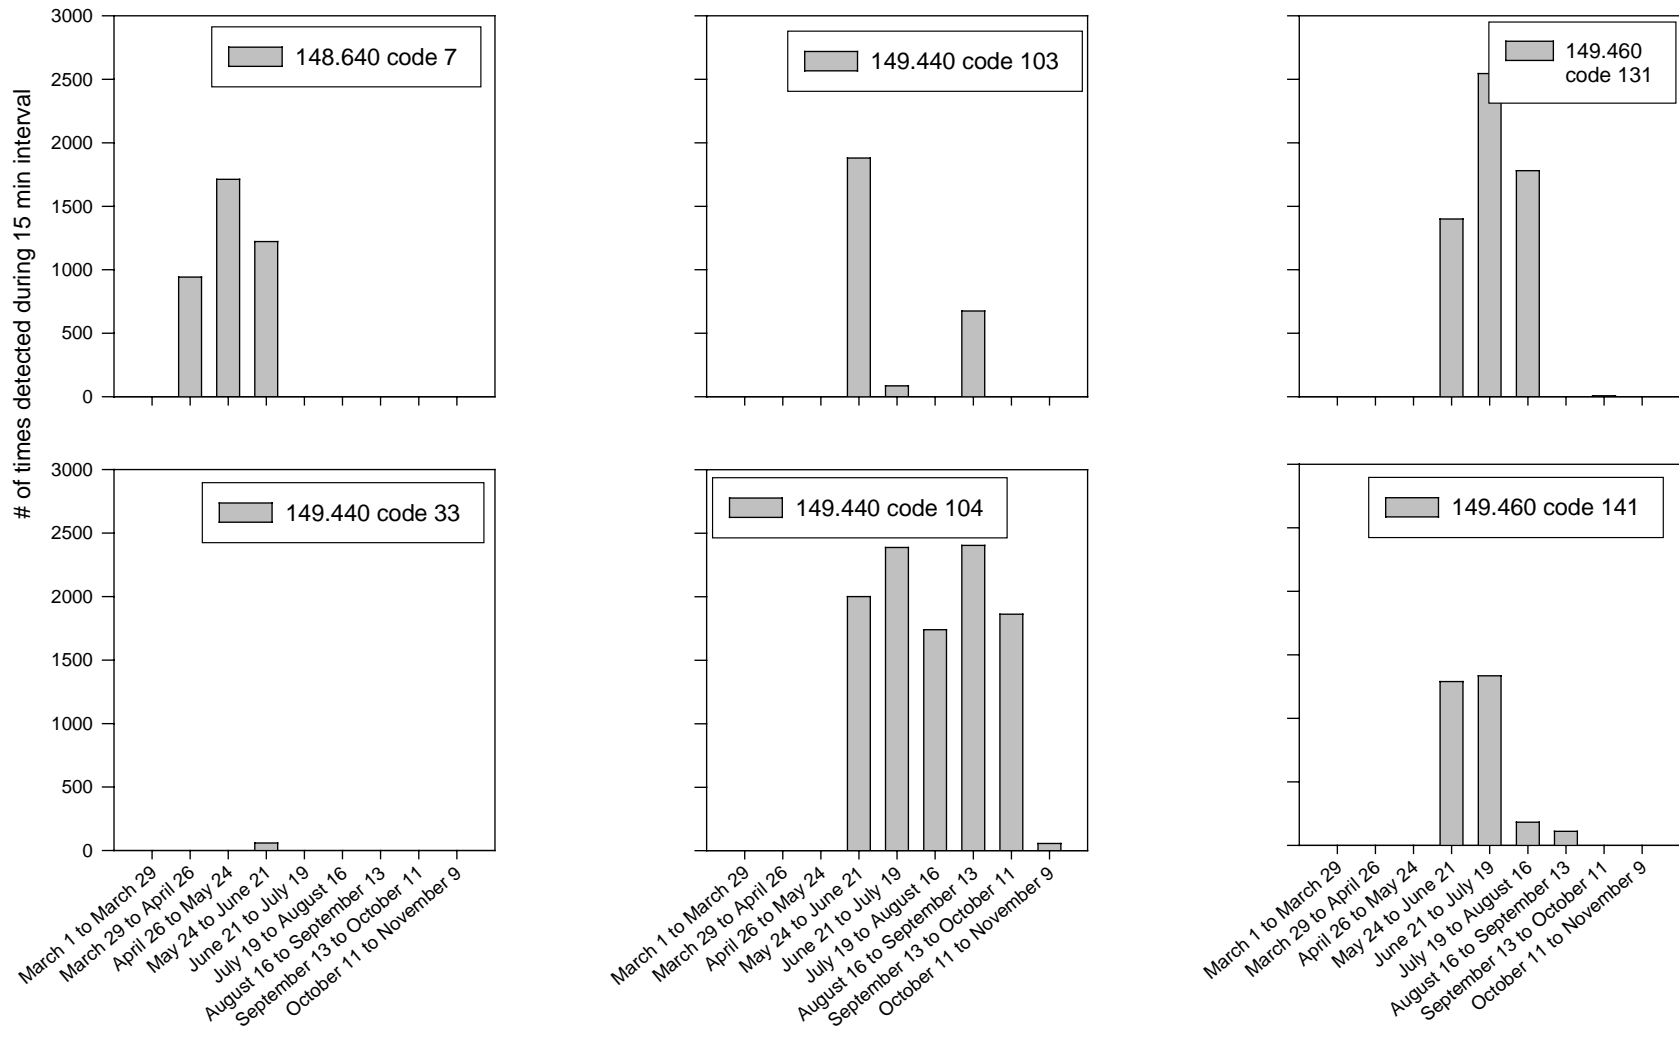 # of times detected during 15 min interval
3000
2500
2000
1500
1000
500
0
148.640 code 7
149.440 code 103
149.460
code 131
3000
2500
2000
1500
1000
500
0
149.440 code 33
149.440 code 104
149.460 code 141
March 1 to March 29
March 29 to April 26
April 26 to May 24
May 24 to June 21
June 21 to July 19
July 19 to August 16
August 16 to September 13
September 13 to October 11
October 11 to November 9
March 1 to March 29
March 29 to April 26
April 26 to May 24
May 24 to June 21
June 21 to July 19
July 19 to August 16
August 16 to September 13
September 13 to October 11
October 11 to November 9
March 1 to March 29
March 29 to April 26
April 26 to May 24
May 24 to June 21
June 21 to July 19
July 19 to August 16
August 16 to September 13
September 13 to October 11
October 11 to November 9